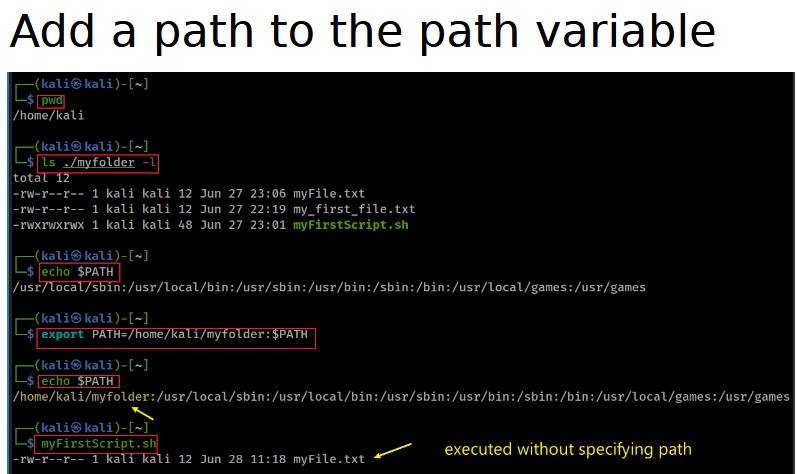 Add a path to the path variable
┌──(kali㉿kali)-[~]
└─$ pwd
/home/kali
┌──(kali㉿kali)-[~]
└─$ ls ./myfolder -l
total 12
-rw-r--r-- 1 kali kali 12 Jun 27 23:06 myFile.txt
-rw-r--r-- 1 kali kali 12 Jun 27 22:19 my_first_file.txt
-rwxrwxrwx 1 kali kali 48 Jun 27 23:01 myFirstScript.sh
┌──(kali㉿kali)-[~]
└─$ echo $PATH
/usr/local/sbin:/usr/local/bin:/usr/sbin:/usr/bin:/sbin:/bin:/usr/local/games:/usr/games
┌──(kali㉿kali)-[~]
└─$ export PATH=/home/kali/myfolder:$PATH
┌──(kali㉿kali)-[~]
└─$ echo $PATH
/home/kali/myfolder:/usr/local/sbin:/usr/local/bin:/usr/sbin:/usr/bin:/sbin:/bin:/usr/local/games:/usr/games
┌──(kali㉿kali)-[~]
└─$ myFirstScript.sh
-rw-r--r-- 1 kali kali 12 Jun 28 11:18 myFile.txt
executed without specifying path